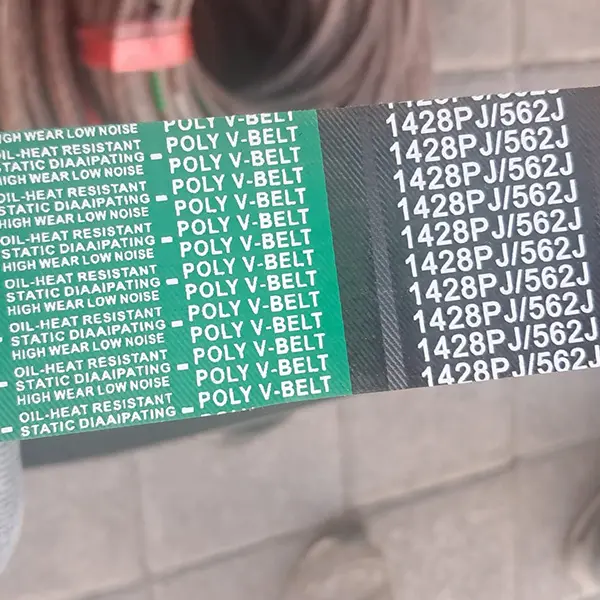 GH WEAR LOW NOISE
OIL-HEAT RESISTANT
STATIC DIAAIPATING -
HIGH WEAR LOW NOISE
OIL-HEAT RESISTANT
STATIC DIAAIPATING -
HIGH WEAR LOW NOISE
OIL-HEAT RESISTANT
STATIC DIAAIPATING -
HIGH WEAR LOW NOISE
OIL-HEAT RESISTANT
STATIC DIAAIPATING -
HIGH WEAR LOW NOISE
OIL-HEAT RESISTANT
STATIC DIAAIPATING -
HIGH WEAR LOW NOISE
OIL-HEAT RESISTANT
- STATIC DIAAIPATING -
HIGH WEAR LOW NOISE
OIL-HEAT RESISTANT
- STATIC DIAAIPATING -
POLY V-BELT
POLY V-BELT
POLY V-BELT
POLY V-BELT
POLY V-BELT
POLY V-BELT
POLY V-BELT
POLY V-BELT
POLY V-BELT
POLY V-BELT
POLY V-BELT
POLY V-BELT
POLY V-BELT
POLY V-BELT
1428PJ/562J
1428PJ/562J
1428PJ/562J
1428PJ/562J
1428PJ/562J
1428PJ/562J
1428PJ/562J
1428PJ/562J
1428PJ/562J
1428PJ/562J